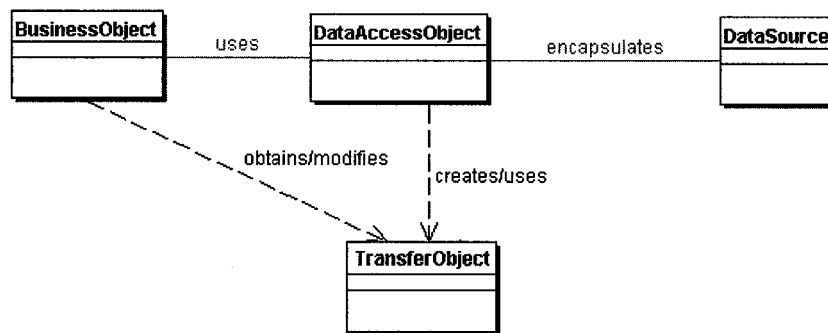 BusinessObject
uses
DataAccessObject
encapsulates
DataSource
obtains/modifies
creates/uses
TransferObject